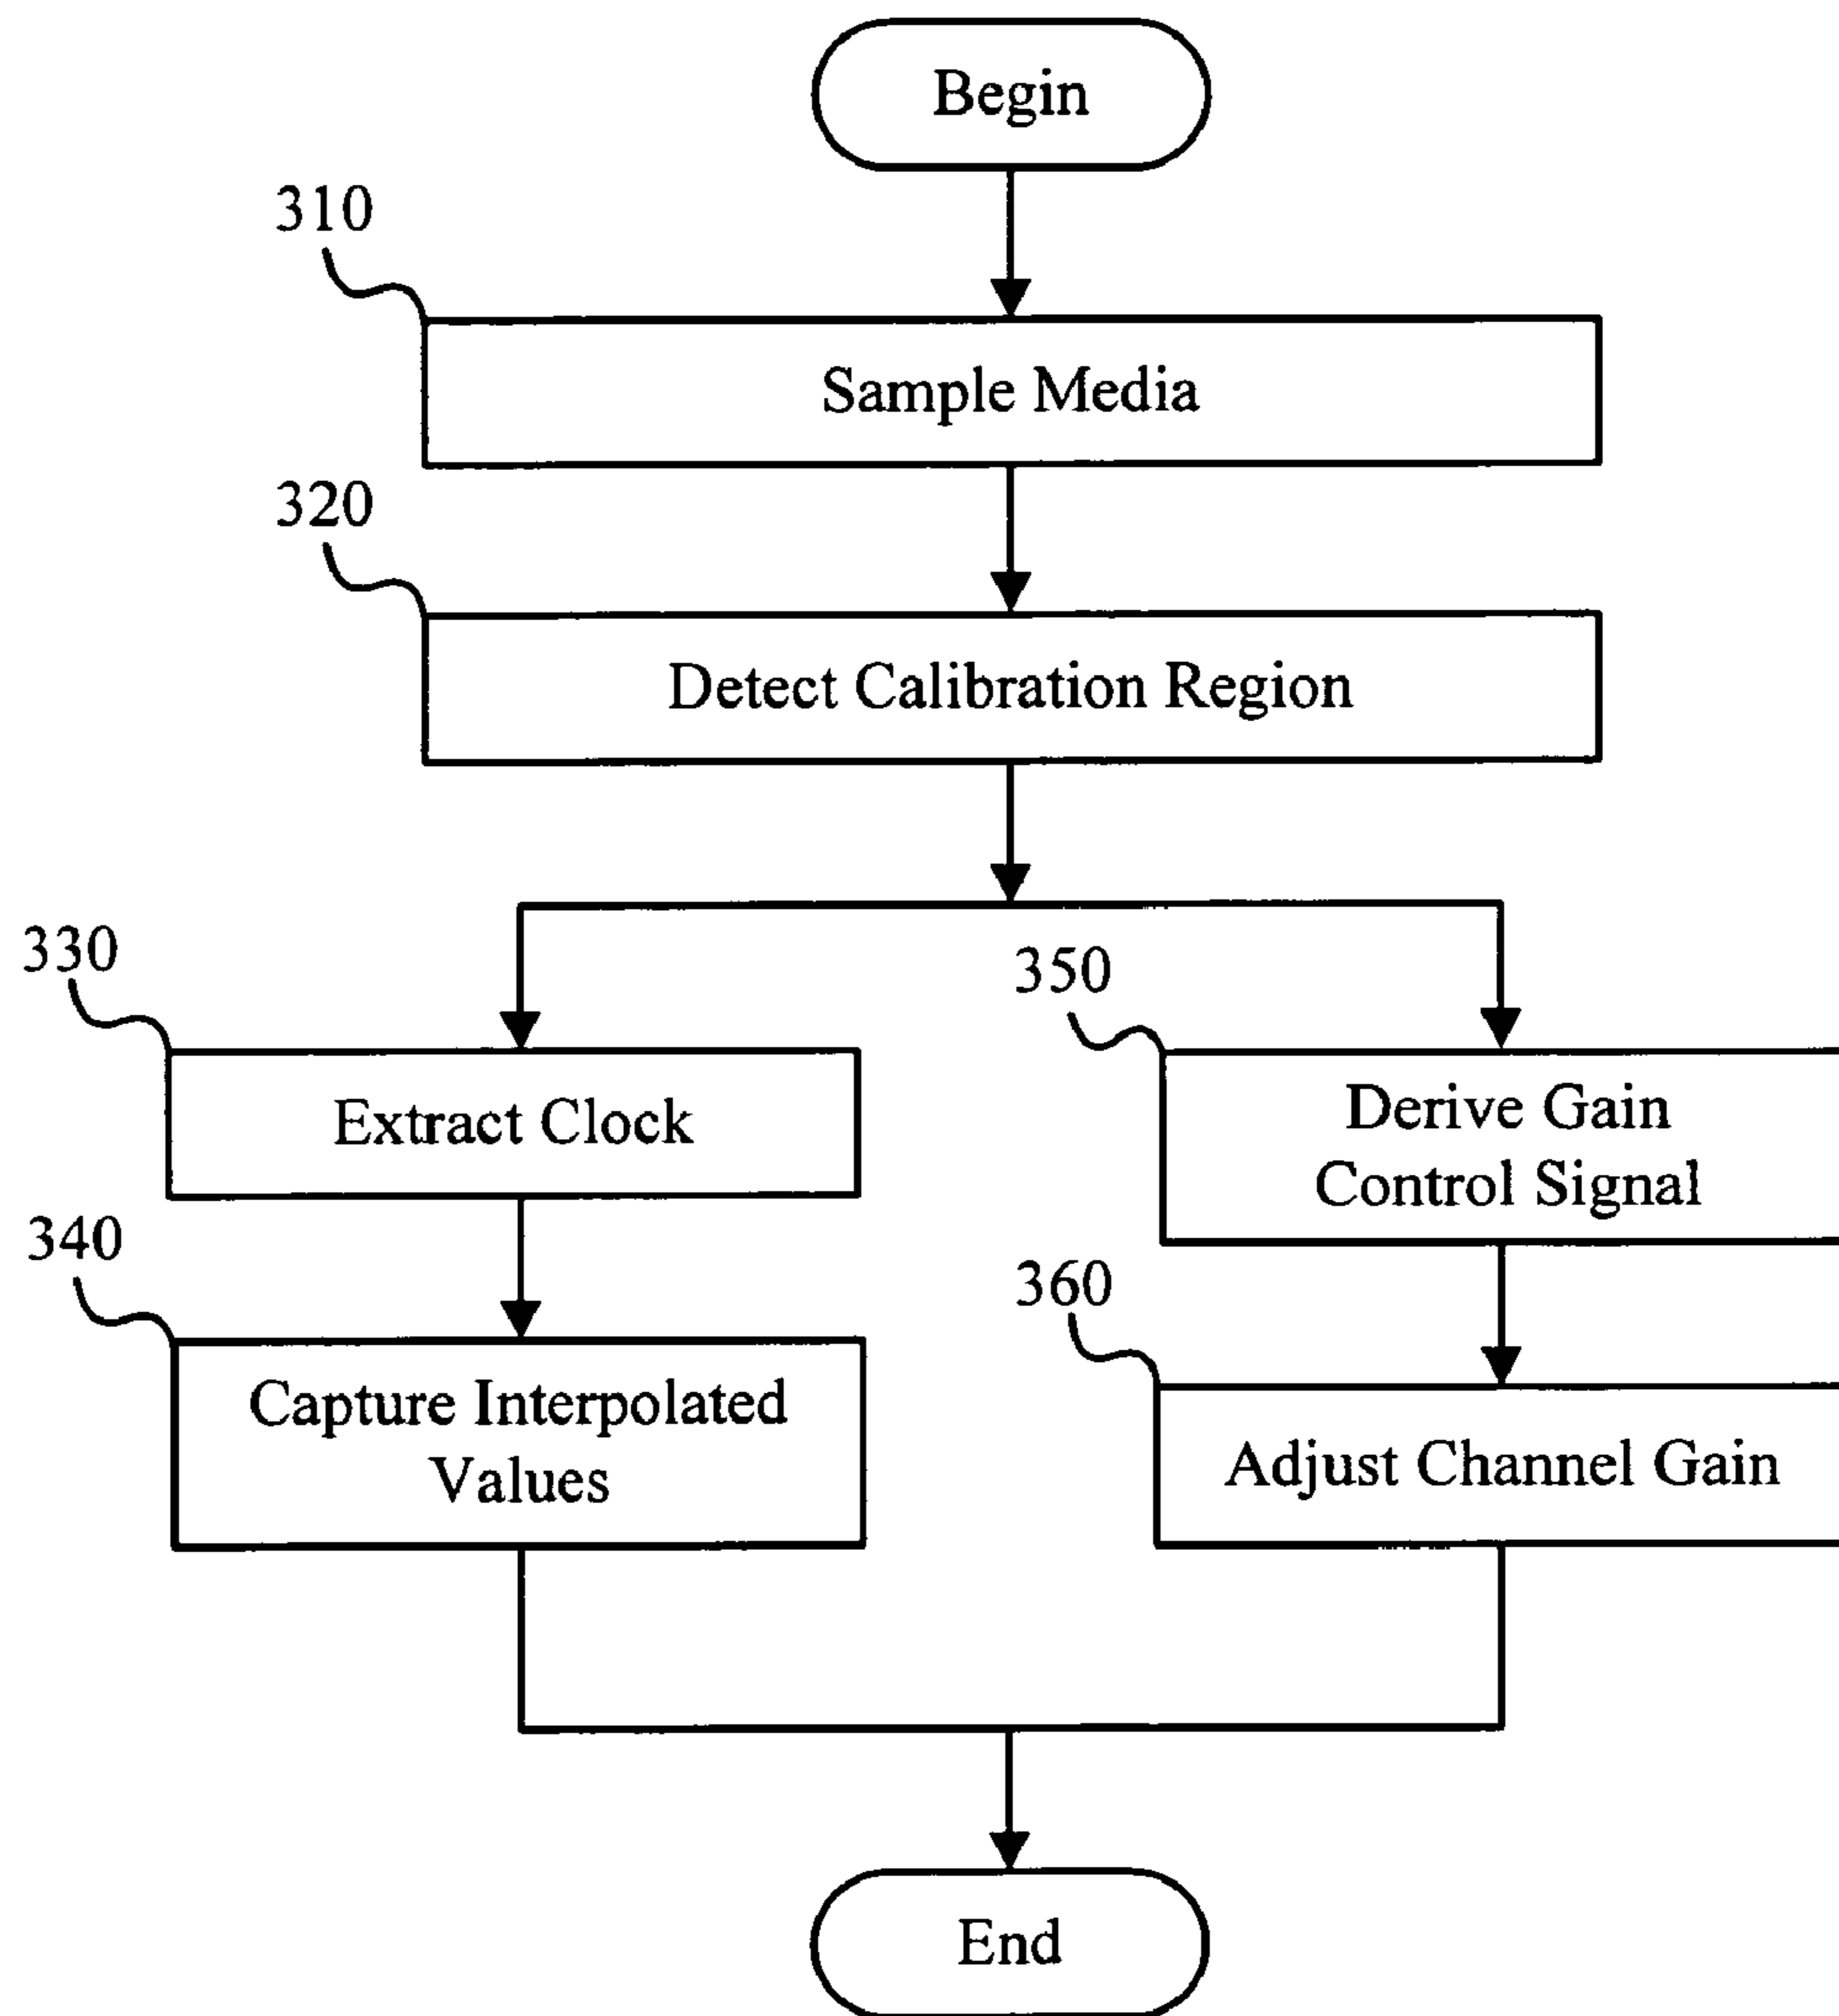 Begin
310
Sample Media
320
Detect Calibration Region
330
Extract Clock
340
Capture Interpolated
Values
350
Derive Gain
Control Signal
360
Adjust Channel Gain
End